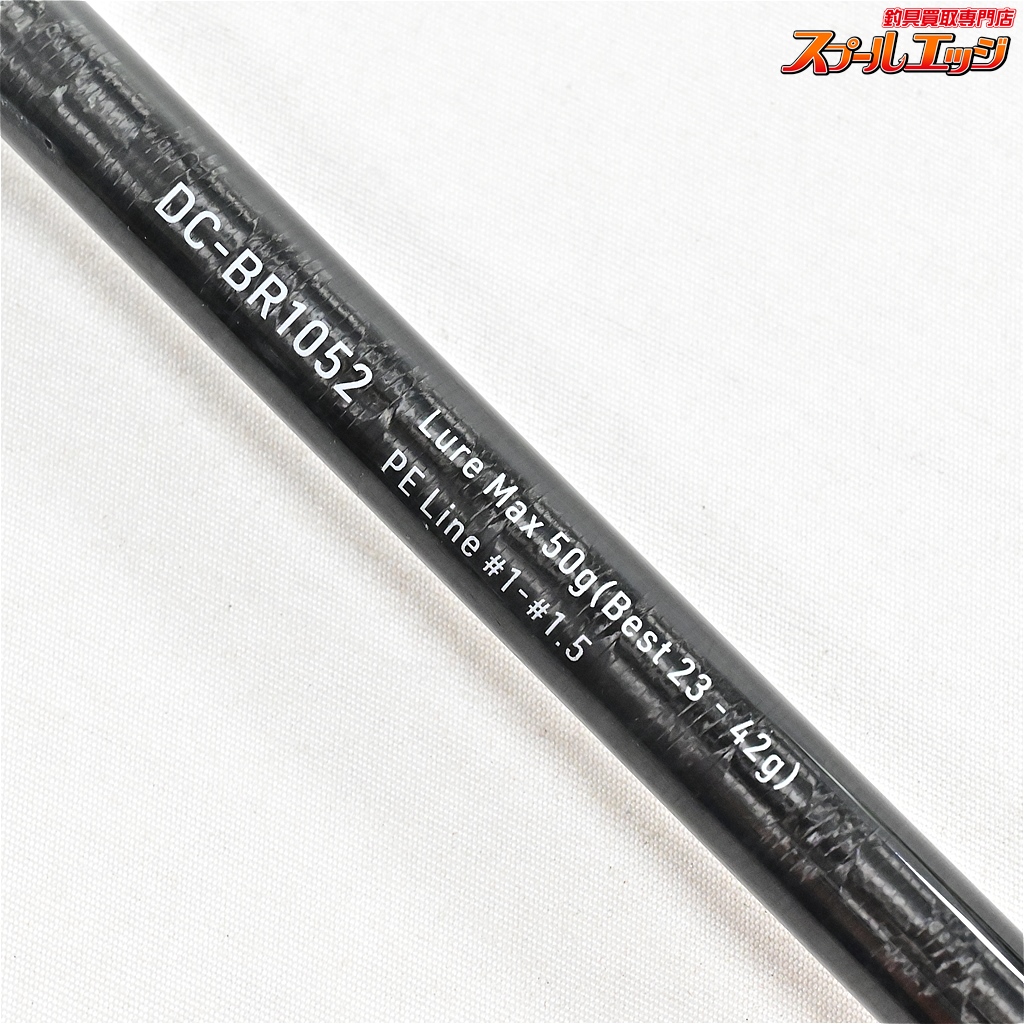 釣具買取専門店
スプールエッジ
DC-BR1052
Lure Max 50g(Best 23 - 42g)
PE Line #1-#1.5